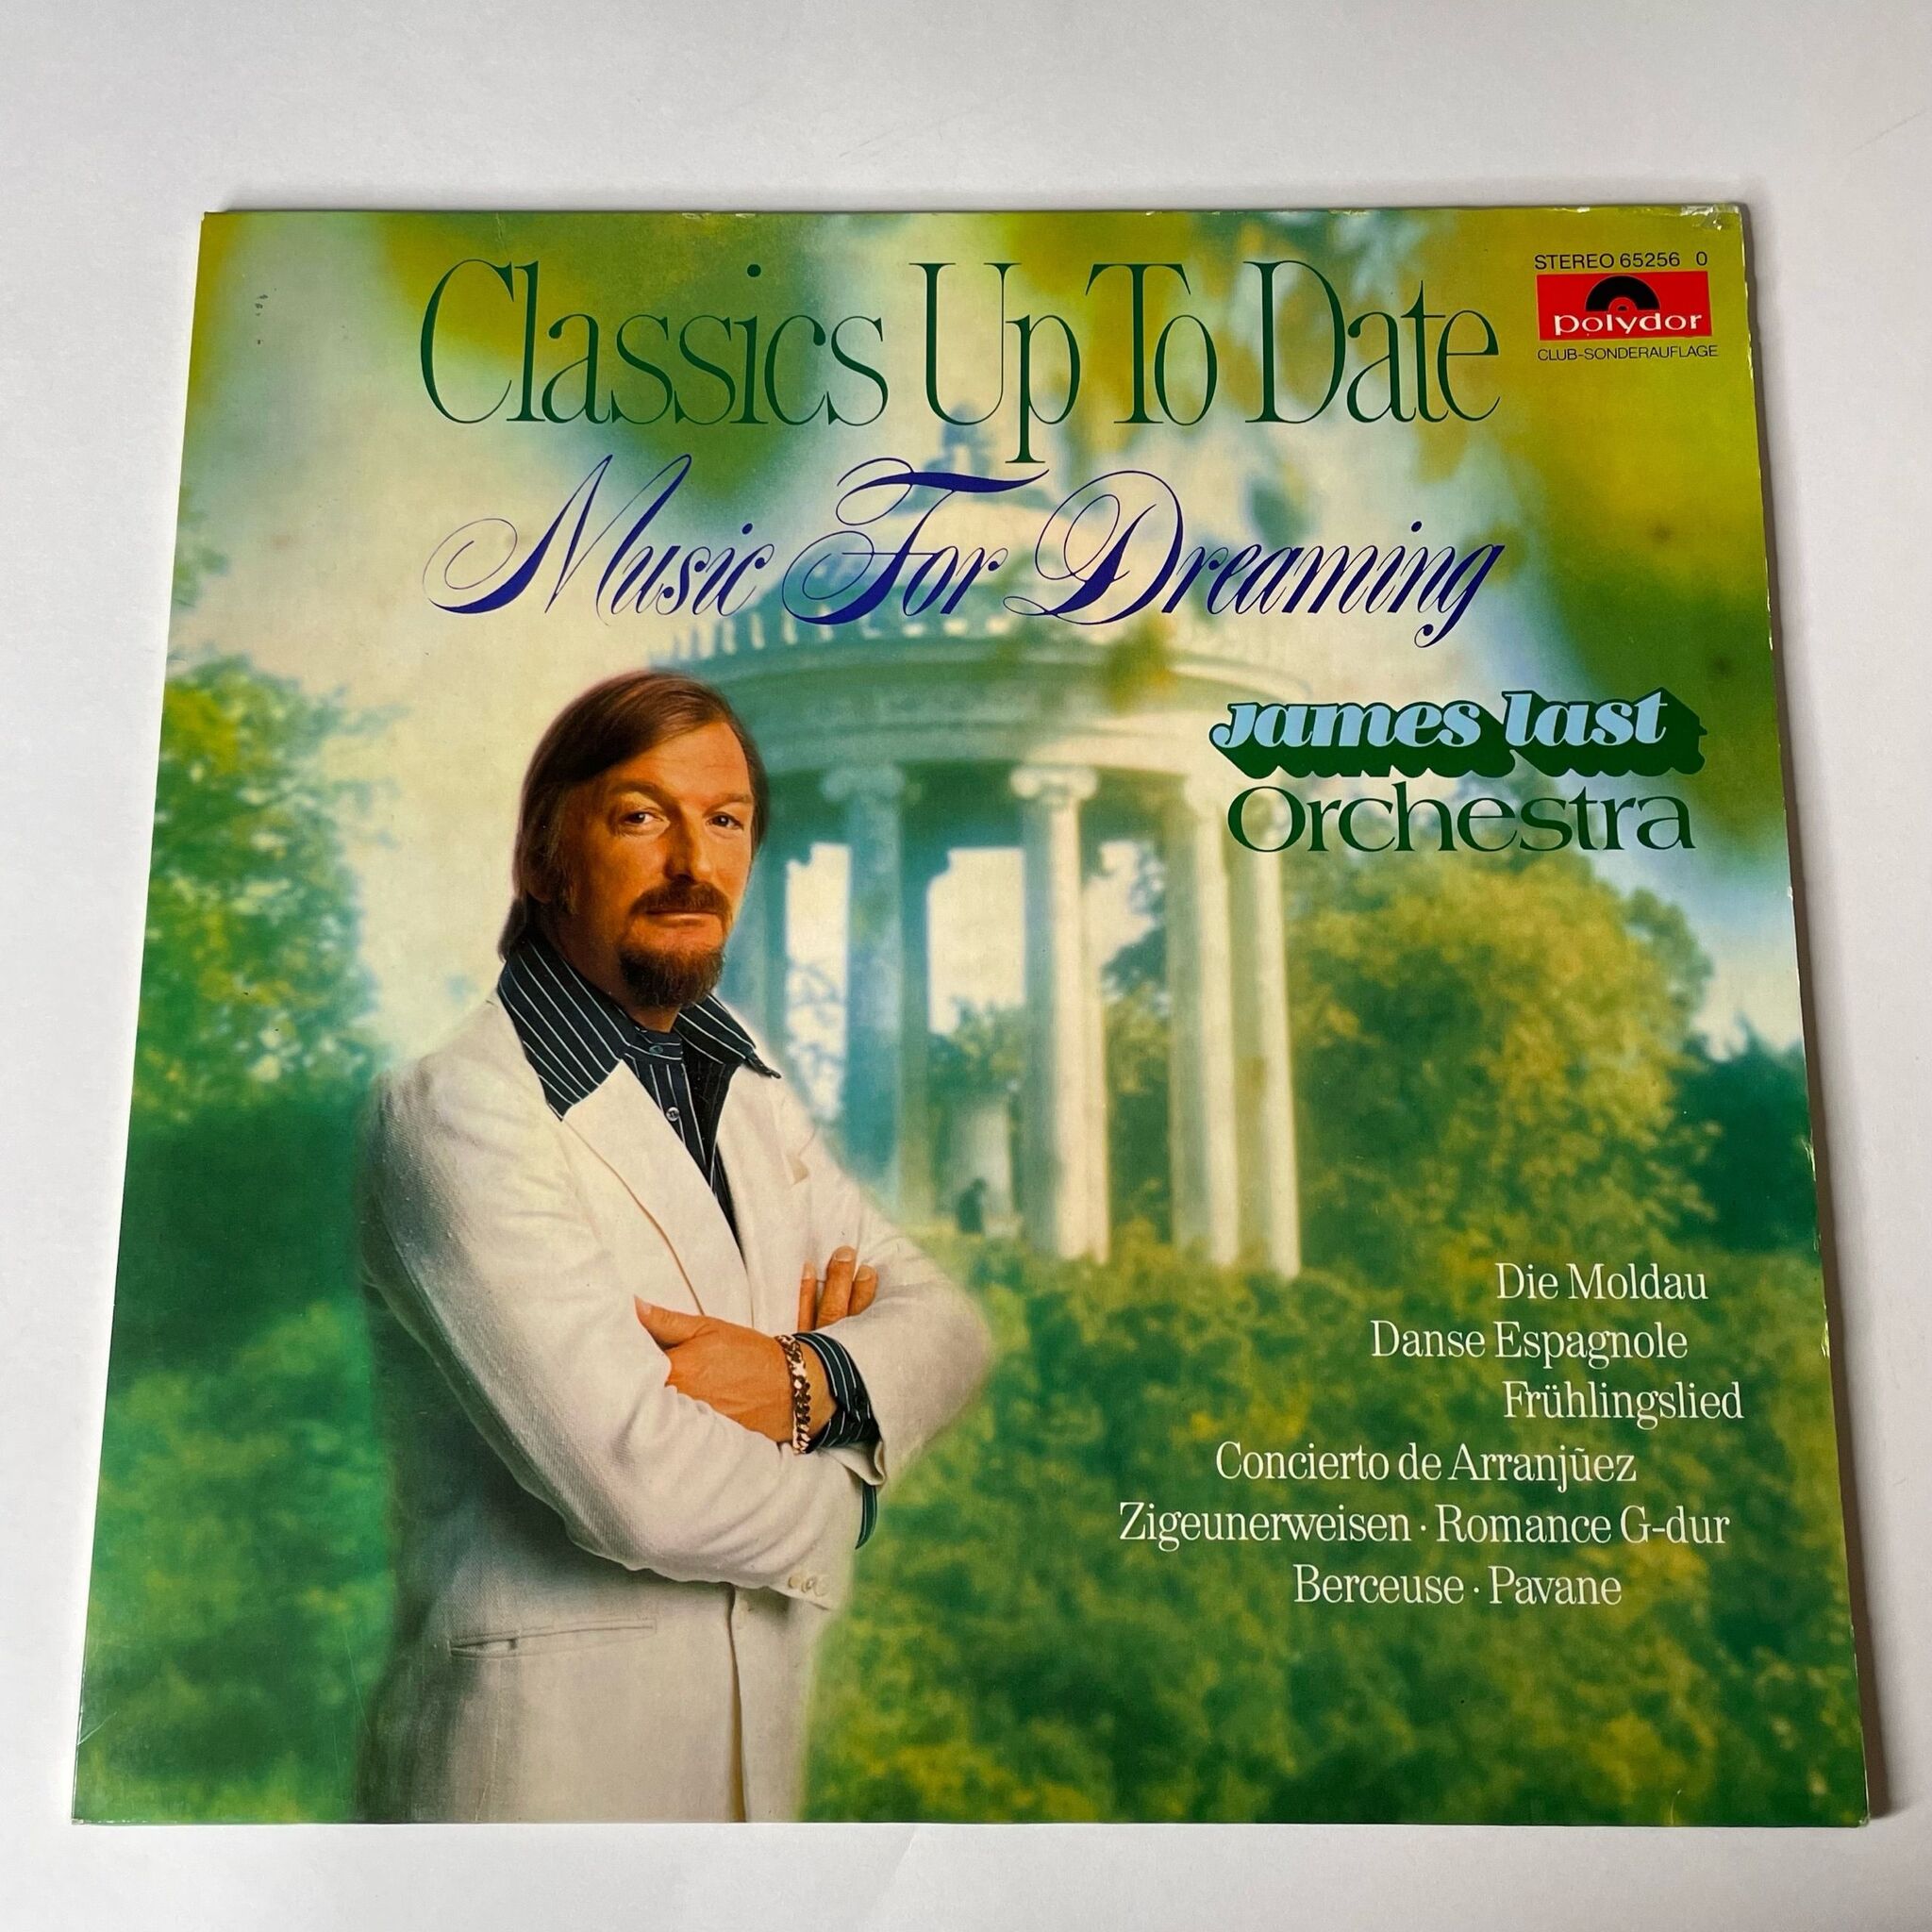 STEREO 65256 0
polydor
CLUB-SONDERAUFLAGE
Classics Up To Date
Music For Dreaming
james last
Orchestra
Die Moldau
Danse Espagnole
Frühlingslied
Concierto de Arranjũez
Zigeunerweisen · Romance G-dur
Berceuse · Pavane